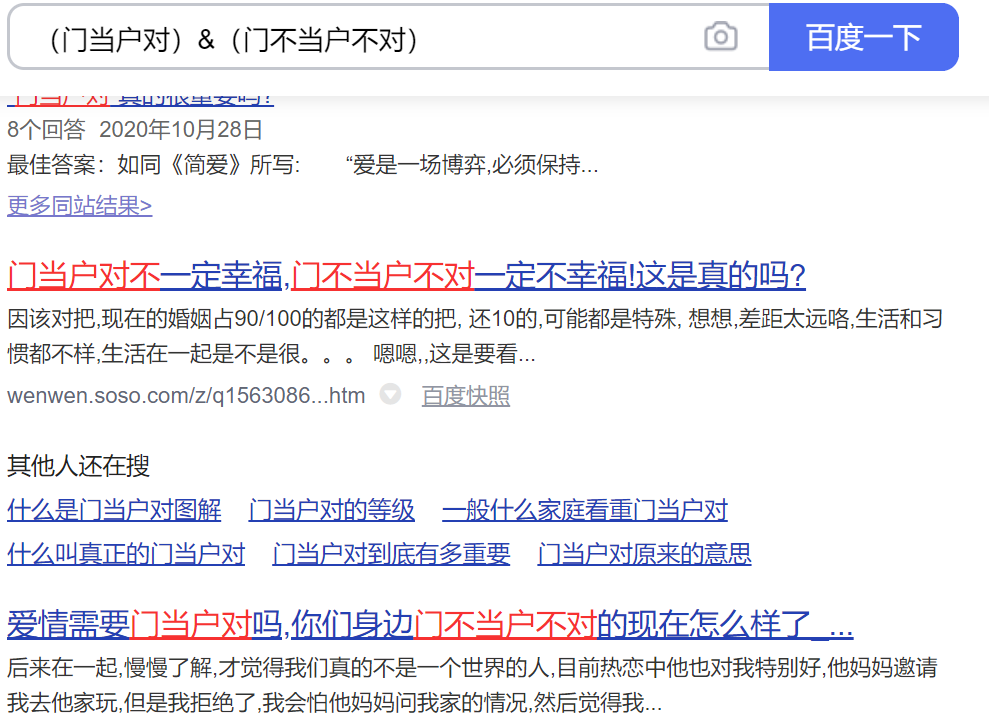 （门当户对）&（门不当户不对）
百度一下
"门当户对"真的很重要吗?
8个回答 2020年10月28日
最佳答案：如同《简爱》所写: “爱是一场博弈,必须保持...
更多同站结果>
门当户对不一定幸福,门不当户不对一定不幸福!这是真的吗?
因该对把,现在的婚姻占90/100的都是这样的把, 还10的,可能都是特殊, 想想,差距太远咯,生活和习
惯都不样,生活在一起是不是很。。。 嗯嗯,,这是要看...
wenwen.soso.com/z/q1563086...htm 百度快照
其他人还在搜
什么是门当户对图解 门当户对的等级 一般什么家庭看重门当户对
什么叫真正的门当户对 门当户对到底有多重要 门当户对原来的意思
爱情需要门当户对吗,你们身边门不当户不对的现在怎么样了_...
后来在一起,慢慢了解,才觉得我们真的不是一个世界的人,目前热恋中他也对我特别好,他妈妈邀请
我去他家玩,但是我拒绝了,我会怕他妈妈问我家的情况,然后觉得我...